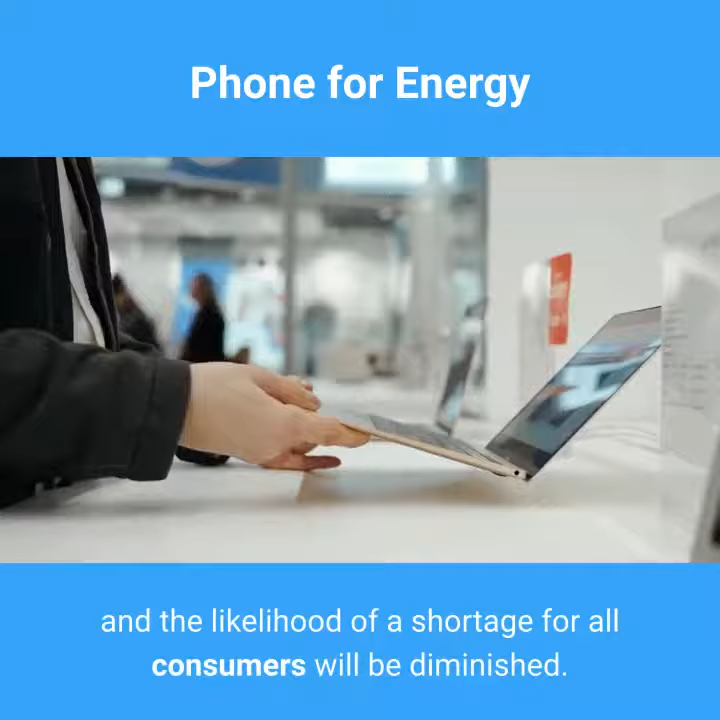 Phone for Energy
and the likelihood of a shortage for all
consumers will be diminished.